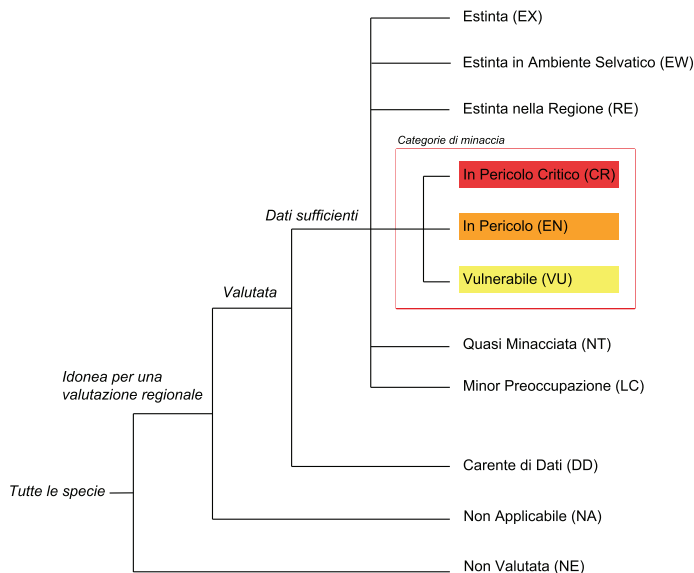 Estinta (EX)
Estinta in Ambiente Selvatico (EW)
Estinta nella Regione (RE)
Categorie di minaccia
In Pericolo Critico (CR)
Dati sufficienti
In Pericolo (EN)
Vulnerabile (VU)
Valutata
Quasi Minacciata (NT)
Idonea per una
valutazione regionale
Minor Preoccupazione (LC)
Carente di Dati (DD)
Tutte le specie
Non Applicabile (NA)
Non Valutata (NE)